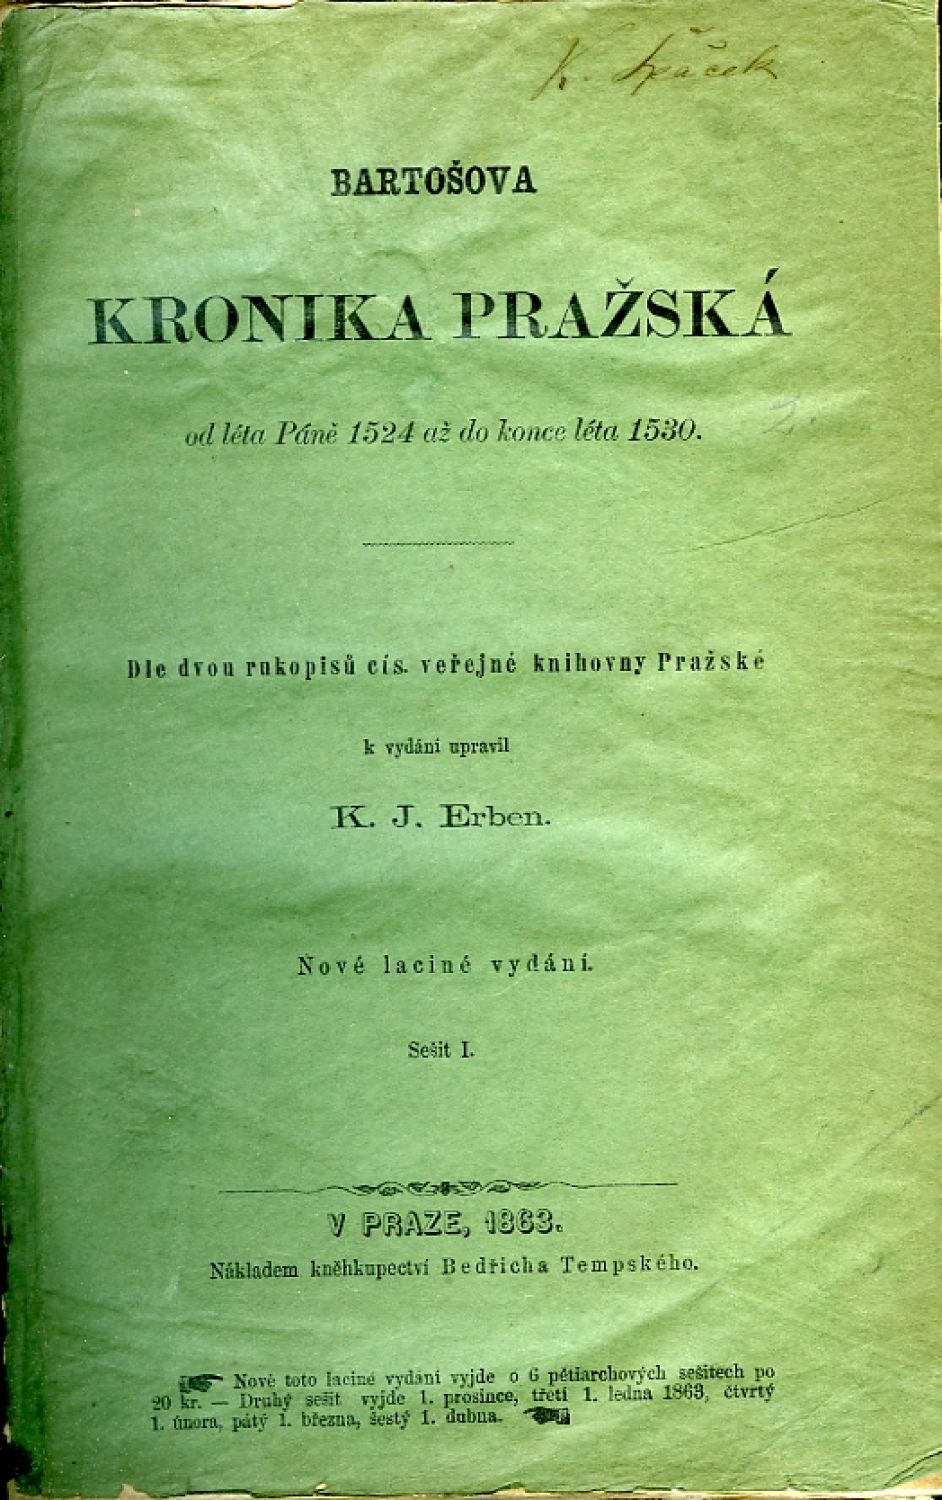 K. Špaček
BARTOŠOVA
KRONIKA PRAŽSKÁ
od léta Páně 1524 až do konce léta 1530.
2.
Dle dvou rukopisů cís. veřejné knihovny Pražské
k vydání upravil
K. J. Erben.
Nové laciné vydání.
Sešit I.
V PRAZE, 1863.
Nákladem kněhkupectví Bedřicha Tempského.
Nové toto laciné vydání vyjde o 6 pětiarchových sešitech po
20 kr. — Druhý sešit vyjde 1. prosince, třetí 1. ledna 1863, čtvrtý
1. února, pátý 1. března, šestý 1. dubna.